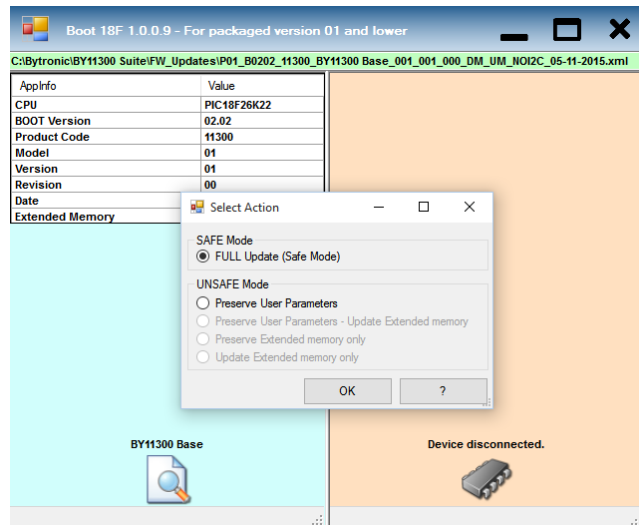 Boot 18F 1.0.0.9 - For packaged version 01 and lower
C:\Bytronic\BY11300 Suite\FW_Updates\P01_B0202_11300_BY11300 Base_001_001_000_DM_UM_NOI2C_05-11-2015.xml
AppInfo Value
CPU PIC18F26K22
BOOT Version 02.02
Product Code 11300
Model 01
Version 01
Revision 00
Date
Extended Memory
Select Action
SAFE Mode
FULL Update (Safe Mode)
UNSAFE Mode
Preserve User Parameters
Preserve User Parameters - Update Extended memory
Preserve Extended memory only
Update Extended memory only
OK ?
BY11300 Base
Device disconnected.